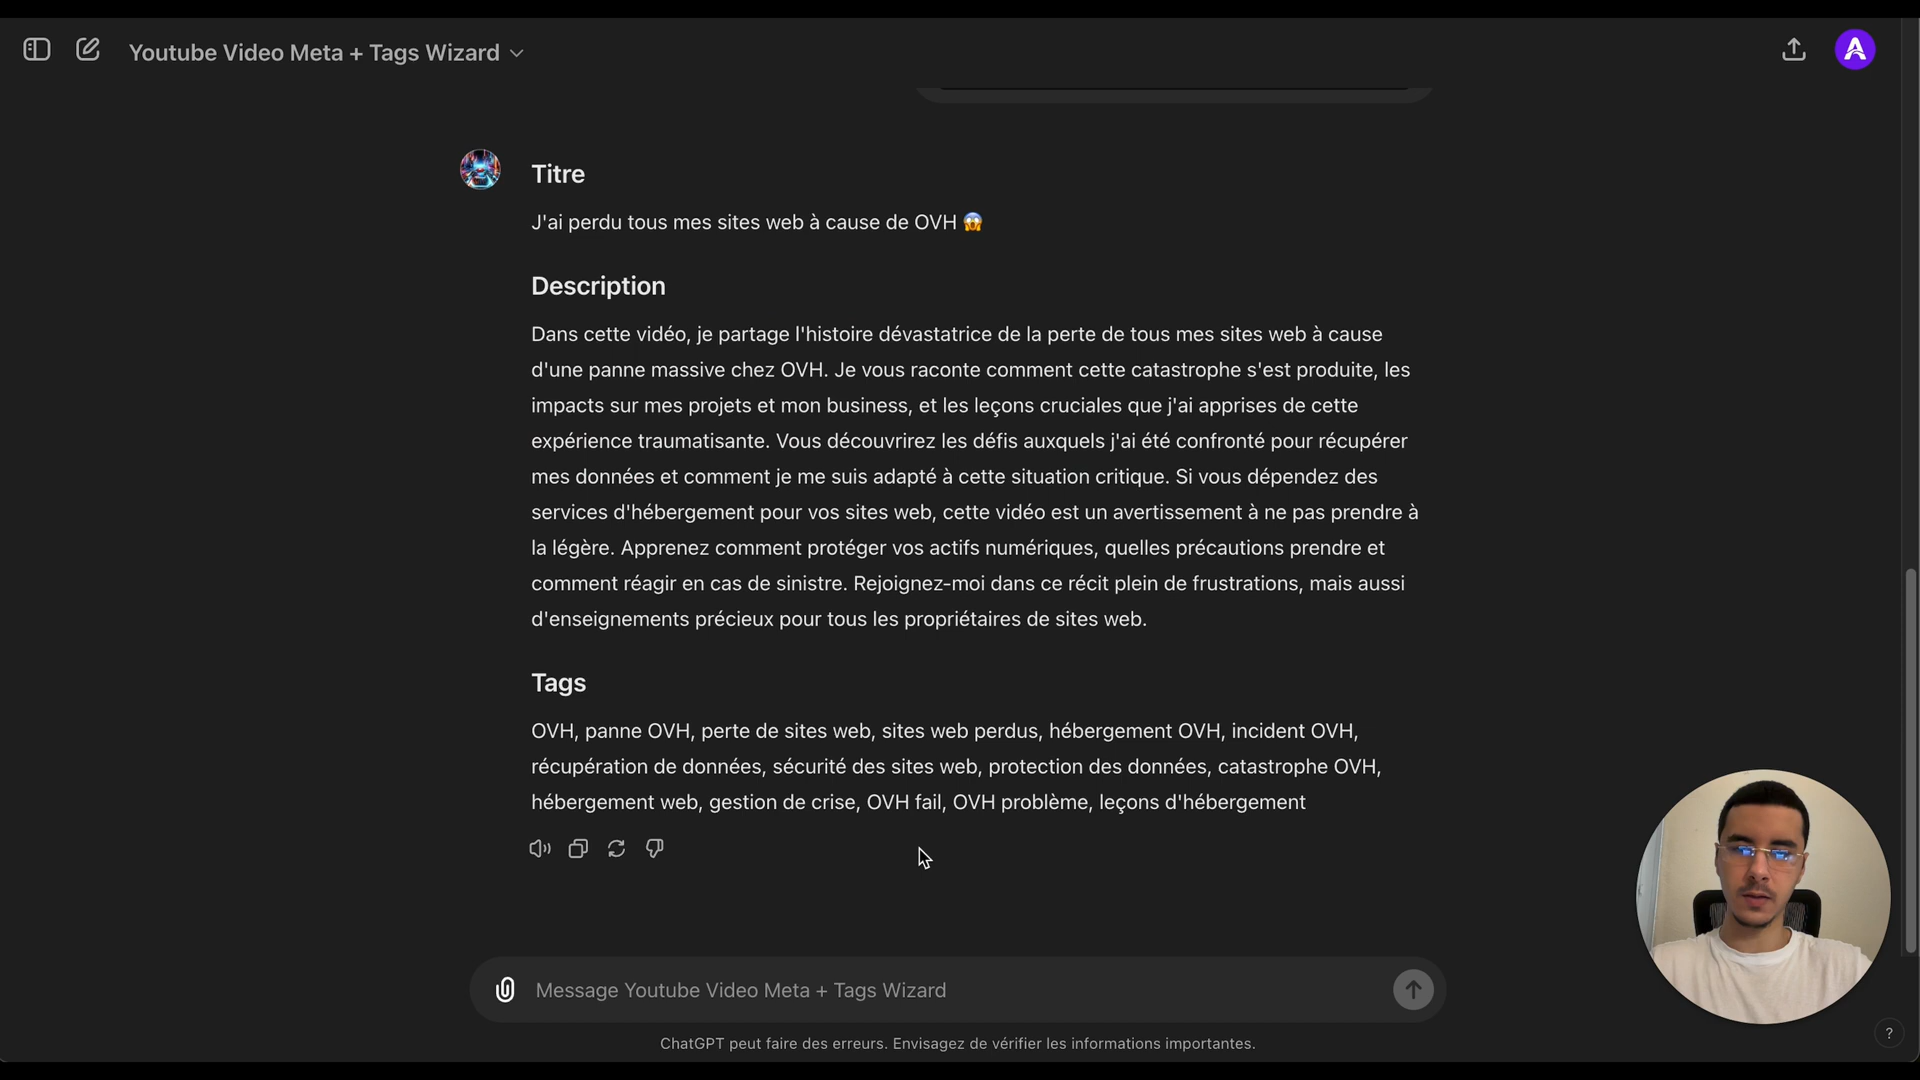 Youtube Video Meta + Tags Wizard
A
Titre
J'ai perdu tous mes sites web à cause de OVH 😱
Description
Dans cette vidéo, je partage l'histoire dévastatrice de la perte de tous mes sites web à cause
d'une panne massive chez OVH. Je vous raconte comment cette catastrophe s'est produite, les
impacts sur mes projets et mon business, et les leçons cruciales que j'ai apprises de cette
expérience traumatisante. Vous découvrirez les défis auxquels j'ai été confronté pour récupérer
mes données et comment je me suis adapté à cette situation critique. Si vous dépendez des
services d'hébergement pour vos sites web, cette vidéo est un avertissement à ne pas prendre à
la légère. Apprenez comment protéger vos actifs numériques, quelles précautions prendre et
comment réagir en cas de sinistre. Rejoignez-moi dans ce récit plein de frustrations, mais aussi
d'enseignements précieux pour tous les propriétaires de sites web.
Tags
OVH, panne OVH, perte de sites web, sites web perdus, hébergement OVH, incident OVH,
récupération de données, sécurité des sites web, protection des données, catastrophe OVH,
hébergement web, gestion de crise, OVH fail, OVH problème, leçons d'hébergement
Message Youtube Video Meta + Tags Wizard
ChatGPT peut faire des erreurs. Envisagez de vérifier les informations importantes.
?